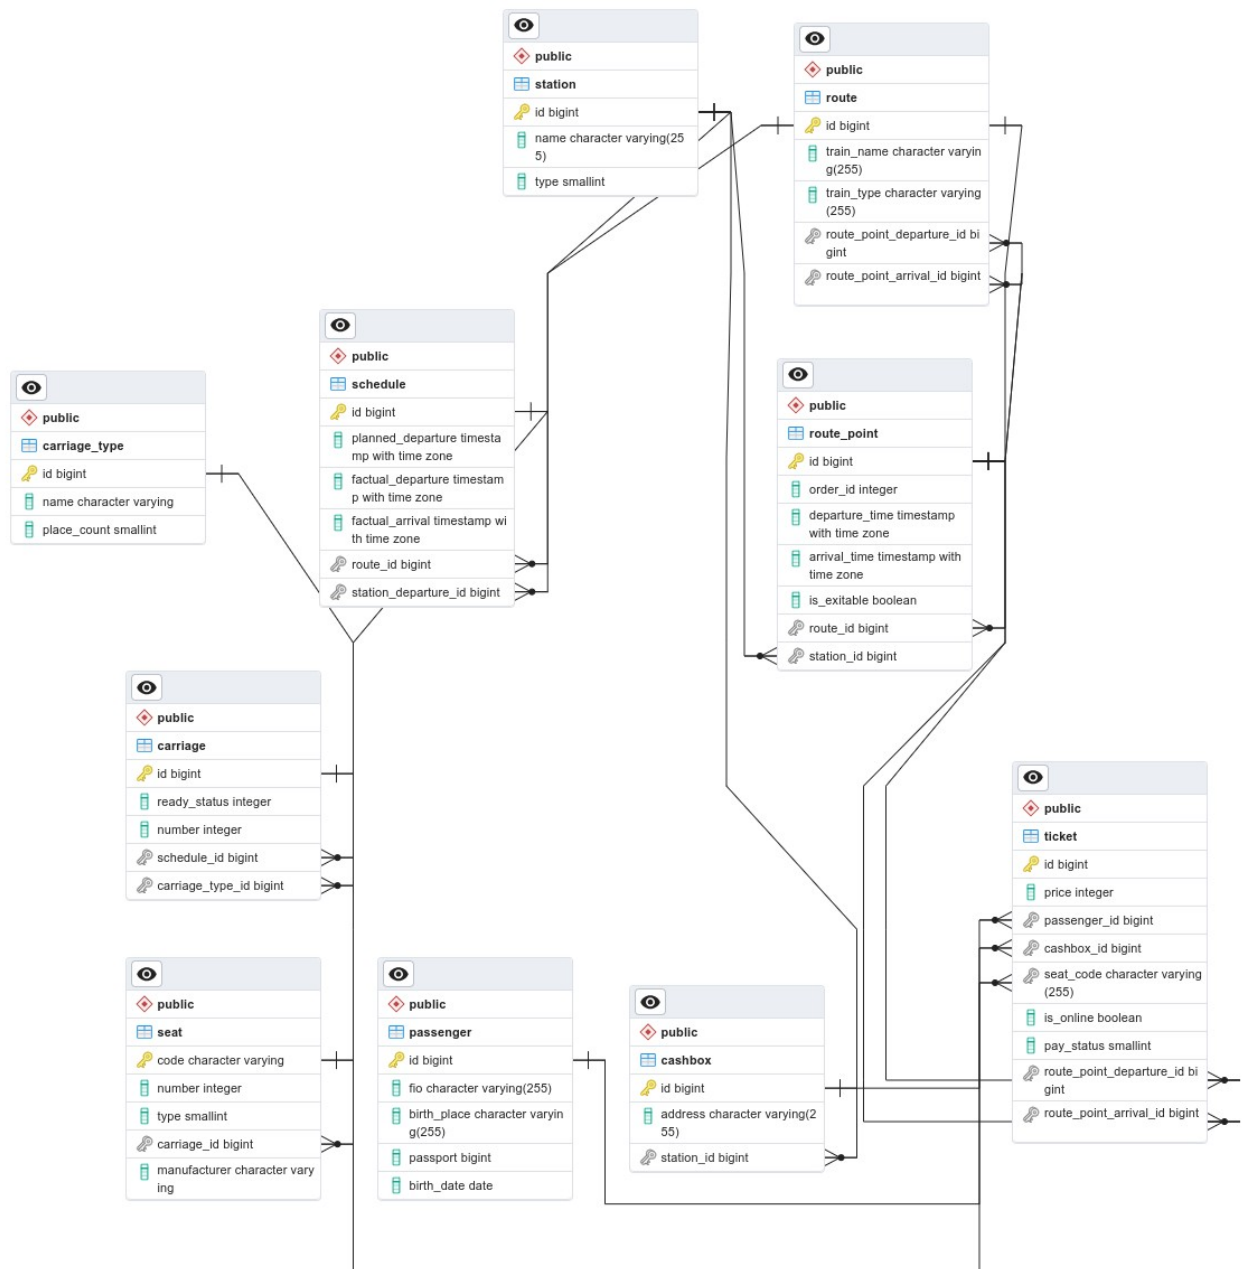 public
station
id bigint
name character varying(25
5)
type smallint
public
route
id bigint
train_name character varyin
g(255)
train_type character varying
(255)
route_point_departure_id bi
gint
route_point_arrival_id bigint
public
schedule
id bigint
planned_departure timesta
mp with time zone
factual_departure timestam
p with time zone
factual_arrival timestamp wi
th time zone
route_id bigint
station_departure_id bigint
public
carriage_type
id bigint
name character varying
place_count smallint
public
route_point
id bigint
order_id integer
departure_time timestamp
with time zone
arrival_time timestamp with
time zone
is_exitable boolean
route_id bigint
station_id bigint
public
carriage
id bigint
ready_status integer
number integer
schedule_id bigint
carriage_type_id bigint
public
ticket
id bigint
price integer
passenger_id bigint
cashbox_id bigint
seat_code character varying
(255)
is_online boolean
pay_status smallint
route_point_departure_id bi
gint
route_point_arrival_id bigint
public
seat
code character varying
number integer
type smallint
carriage_id bigint
manufacturer character vary
ing
public
passenger
id bigint
fio character varying(255)
birth_place character varyin
g(255)
passport bigint
birth_date date
public
cashbox
id bigint
address character varying(2
55)
station_id bigint